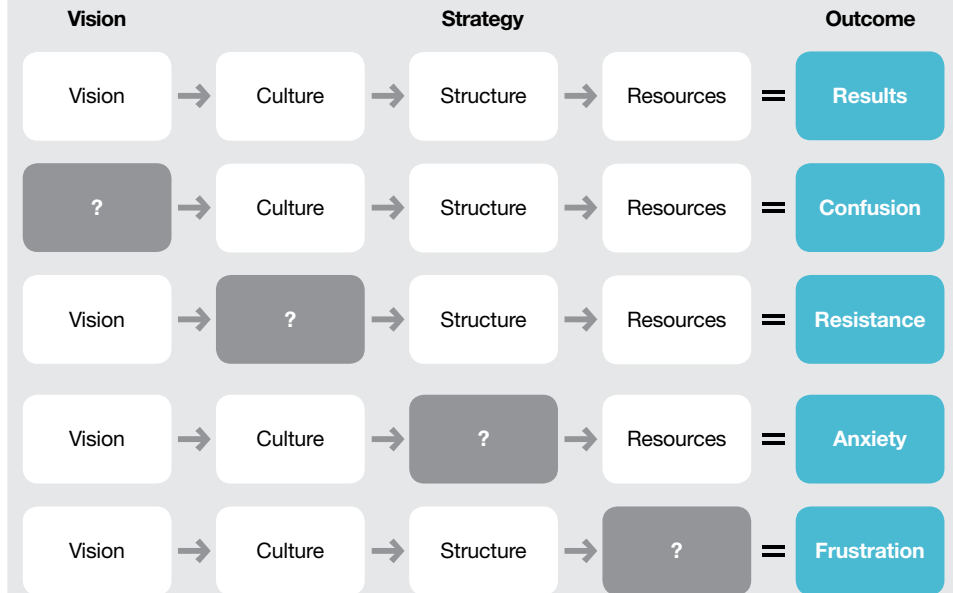 Vision Strategy Outcome
Vision → Culture → Structure → Resources = Results
? → Culture → Structure → Resources = Confusion
Vision → ? → Structure → Resources = Resistance
Vision → Culture → ? → Resources = Anxiety
Vision → Culture → Structure → ? = Frustration